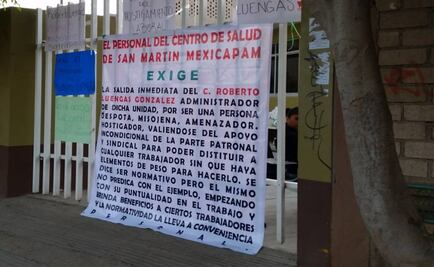 HOSTIGAMIENTO
LABORAL
LUENGAS
EL PERSONAL DEL CENTRO DE SALUD
DE SAN MARTIN MEXICAPAM
EXIGE
LA SALIDA INMEDIATA DEL C. ROBERTO
LUENGAS GONZALEZ ADMINISTRADOR
DE DICHA UNIDAD, POR SER UNA PERSONA
DESPOTA, MISOJENA, AMENAZADOR,
HOSTIGADOR, VALIENDOSE DEL APOYO
INCONDICIONAL DE LA PARTE PATRONAL
Y SINDICAL PARA PODER DISTITUIR A
CUALQUIER TRABAJADOR SIN QUE HAYA
ELEMENTOS DE PESO PARA HACERLO. SE
DICE SER NORMATIVO PERO EL MISMO
NO PREDICA CON EL EJEMPLO, EMPEZANDO
CON SU PUNTUALIDAD EN EL TRABAJO Y
BRINDA BENEFICIOS A CIERTOS TRABAJADORES
Y LA NORMATIVIDAD LA LLEVA A CONVENIENCIA
PERSONAL.